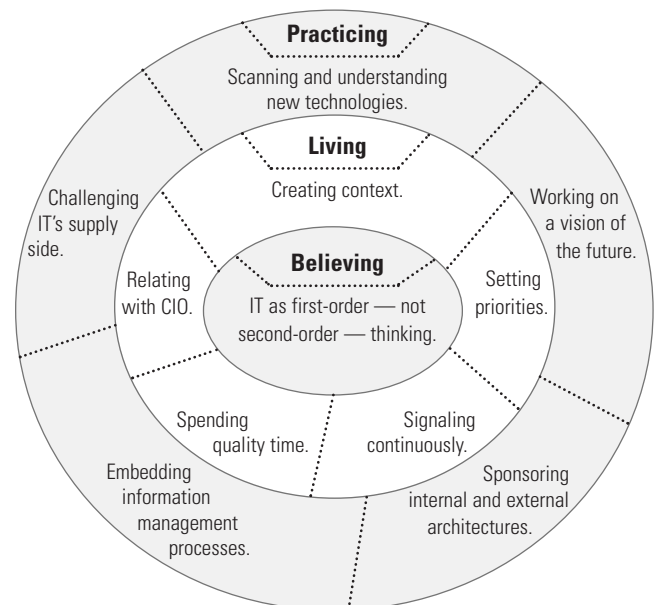 Practicing
Scanning and understanding
new technologies.
Living
Creating context.
Challenging
IT's supply
side.
Working on
a vision of
the future.
Relating
with CIO.
Believing
IT as first-order — not
second-order — thinking.
Setting
priorities.
Spending
quality time.
Signaling
continuously.
Embedding
information
management
processes.
Sponsoring
internal and external
architectures.